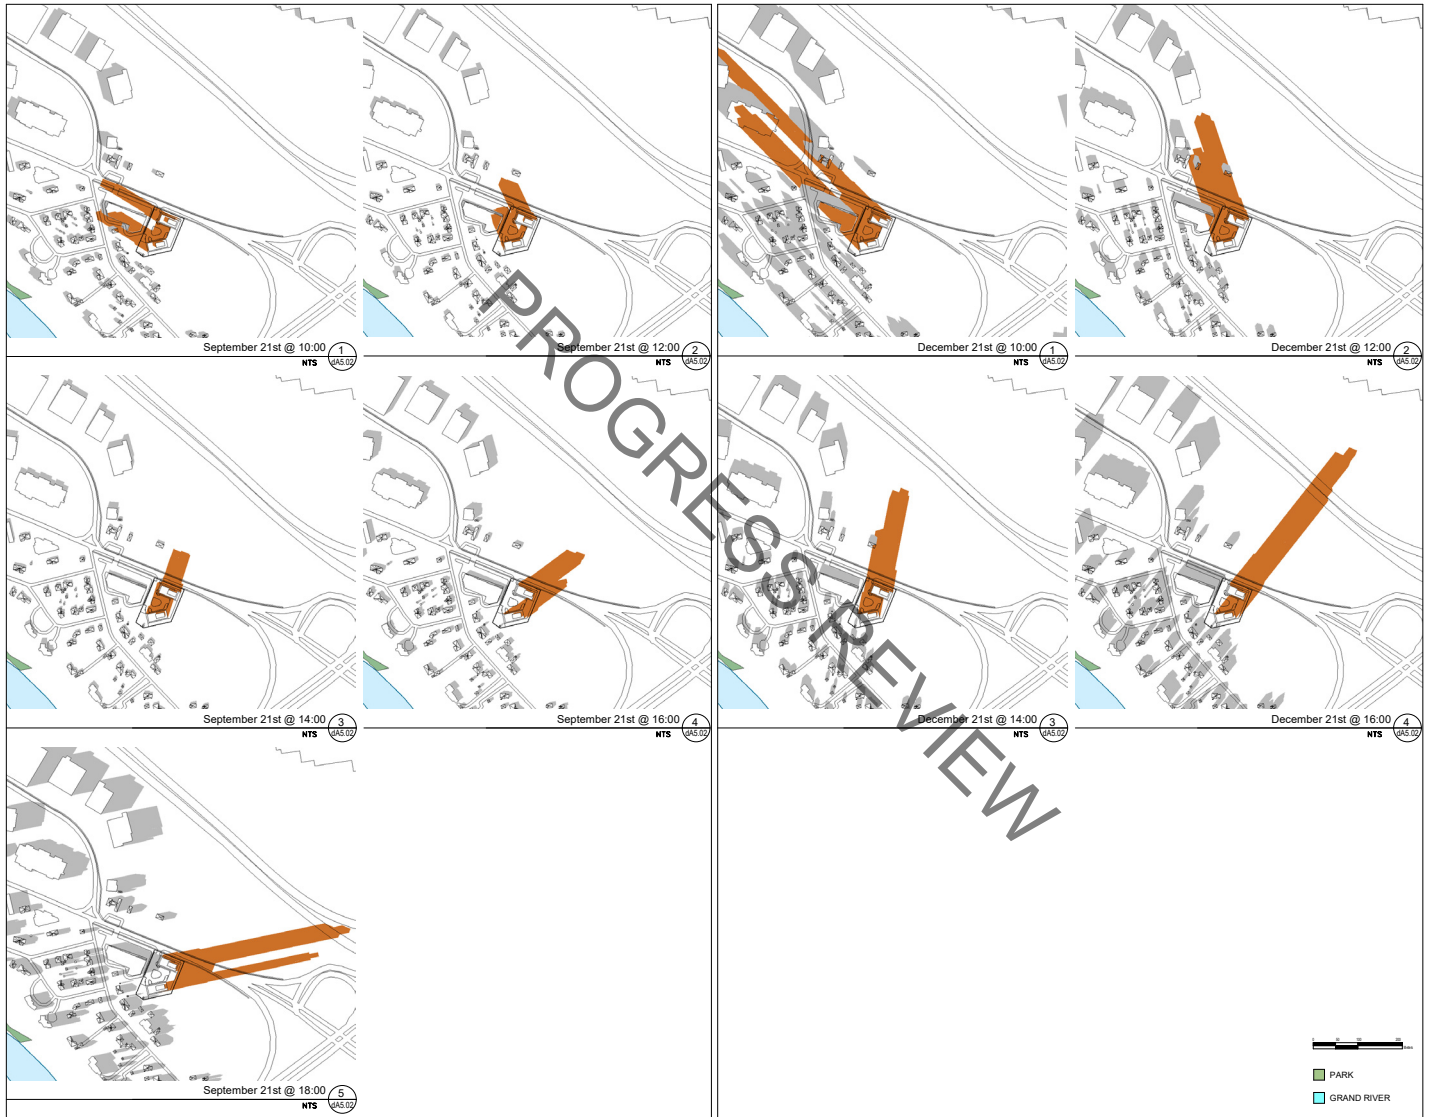 September 21st @ 10:00
1
NTS
dA5.02
September 21st @ 12:00
2
NTS
dA5.02
December 21st @ 10:00
1
NTS
dA5.02
December 21st @ 12:00
2
NTS
dA5.02
September 21st @ 14:00
3
NTS
dA5.02
September 21st @ 16:00
4
NTS
dA5.02
December 21st @ 14:00
3
NTS
dA5.02
December 21st @ 16:00
4
NTS
dA5.02
PROGRESS REVIEW
September 21st @ 18:00
5
NTS
dA5.02
PARK
GRAND RIVER